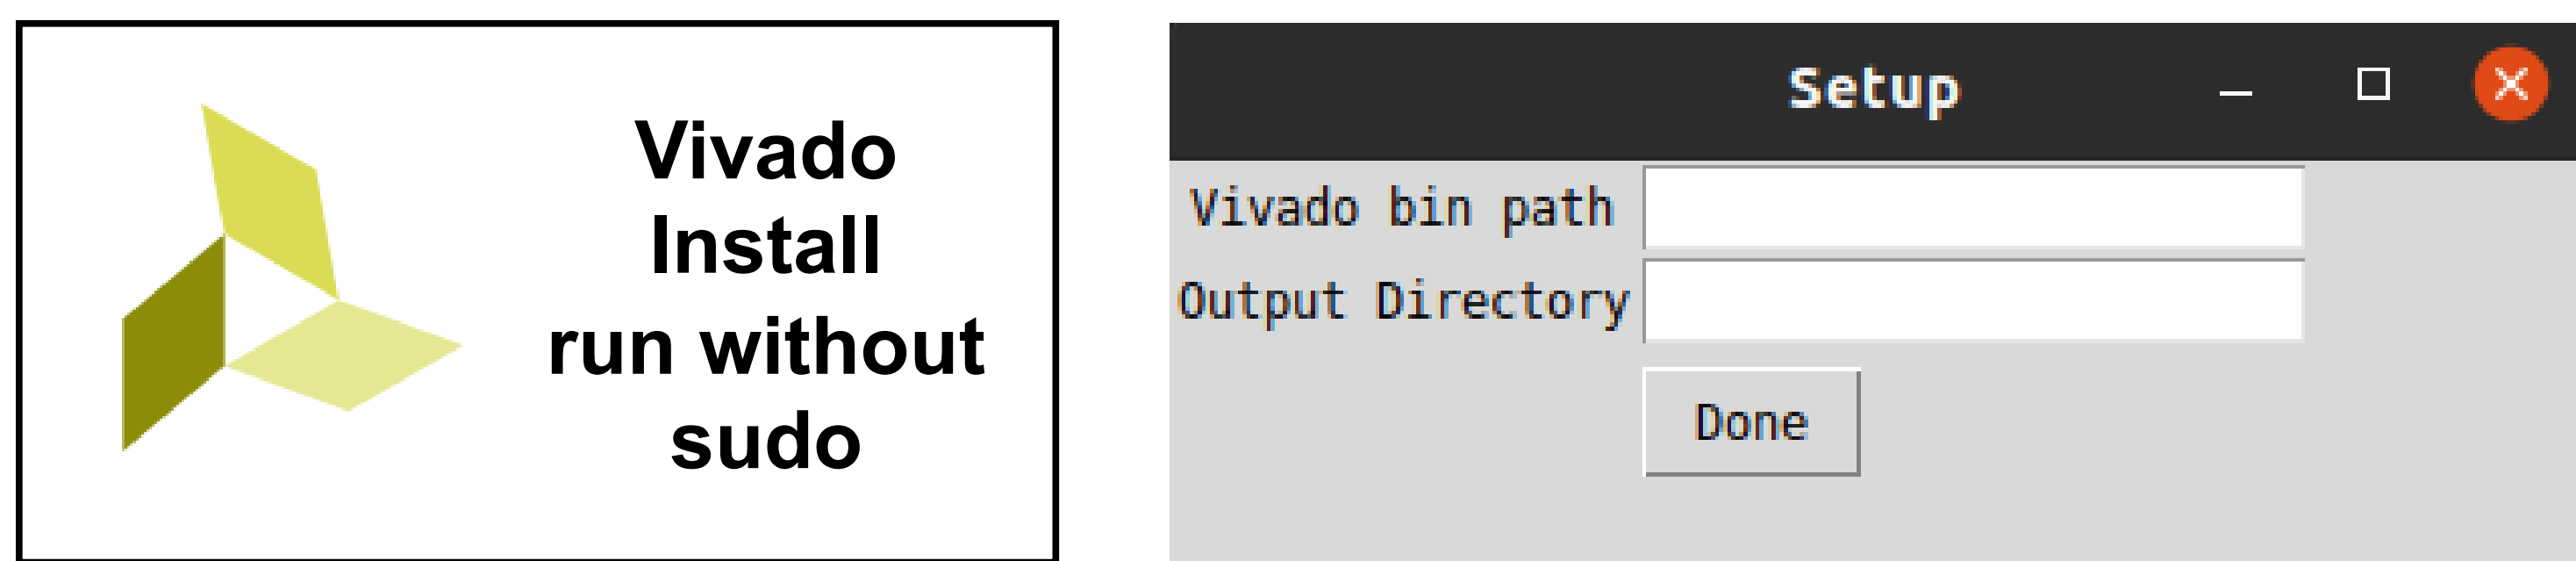 Vivado
Install
run without
sudo
Setup
Vivado bin path
Output Directory
Done